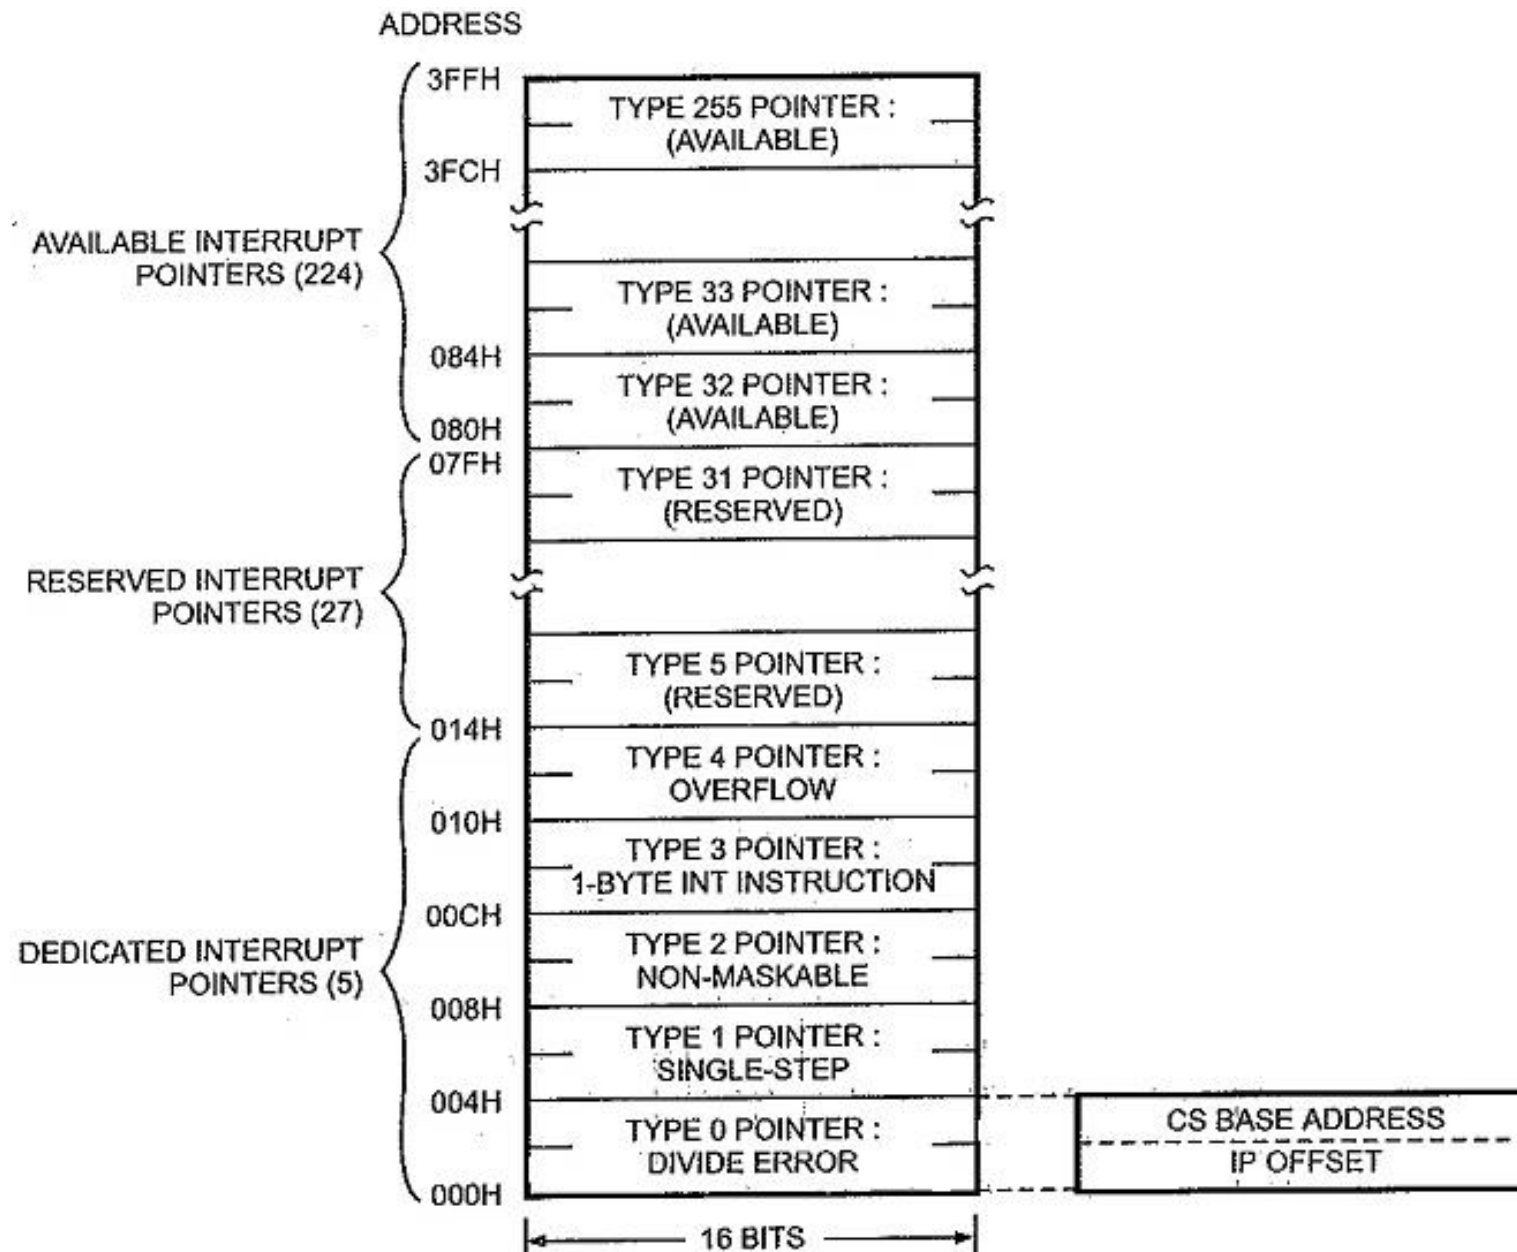 ADDRESS
3FFH
TYPE 255 POINTER :
(AVAILABLE)
3FCH
AVAILABLE INTERRUPT
POINTERS (224)
TYPE 33 POINTER :
(AVAILABLE)
084H
TYPE 32 POINTER :
(AVAILABLE)
080H
07FH
TYPE 31 POINTER :
(RESERVED)
RESERVED INTERRUPT
POINTERS (27)
TYPE 5 POINTER :
(RESERVED)
014H
TYPE 4 POINTER :
OVERFLOW
010H
TYPE 3 POINTER :
1-BYTE INT INSTRUCTION
00CH
DEDICATED INTERRUPT
POINTERS (5)
TYPE 2 POINTER :
NON-MASKABLE
008H
TYPE 1 POINTER :
SINGLE-STEP
004H
TYPE 0 POINTER :
DIVIDE ERROR
000H
CS BASE ADDRESS
IP OFFSET
16 BITS